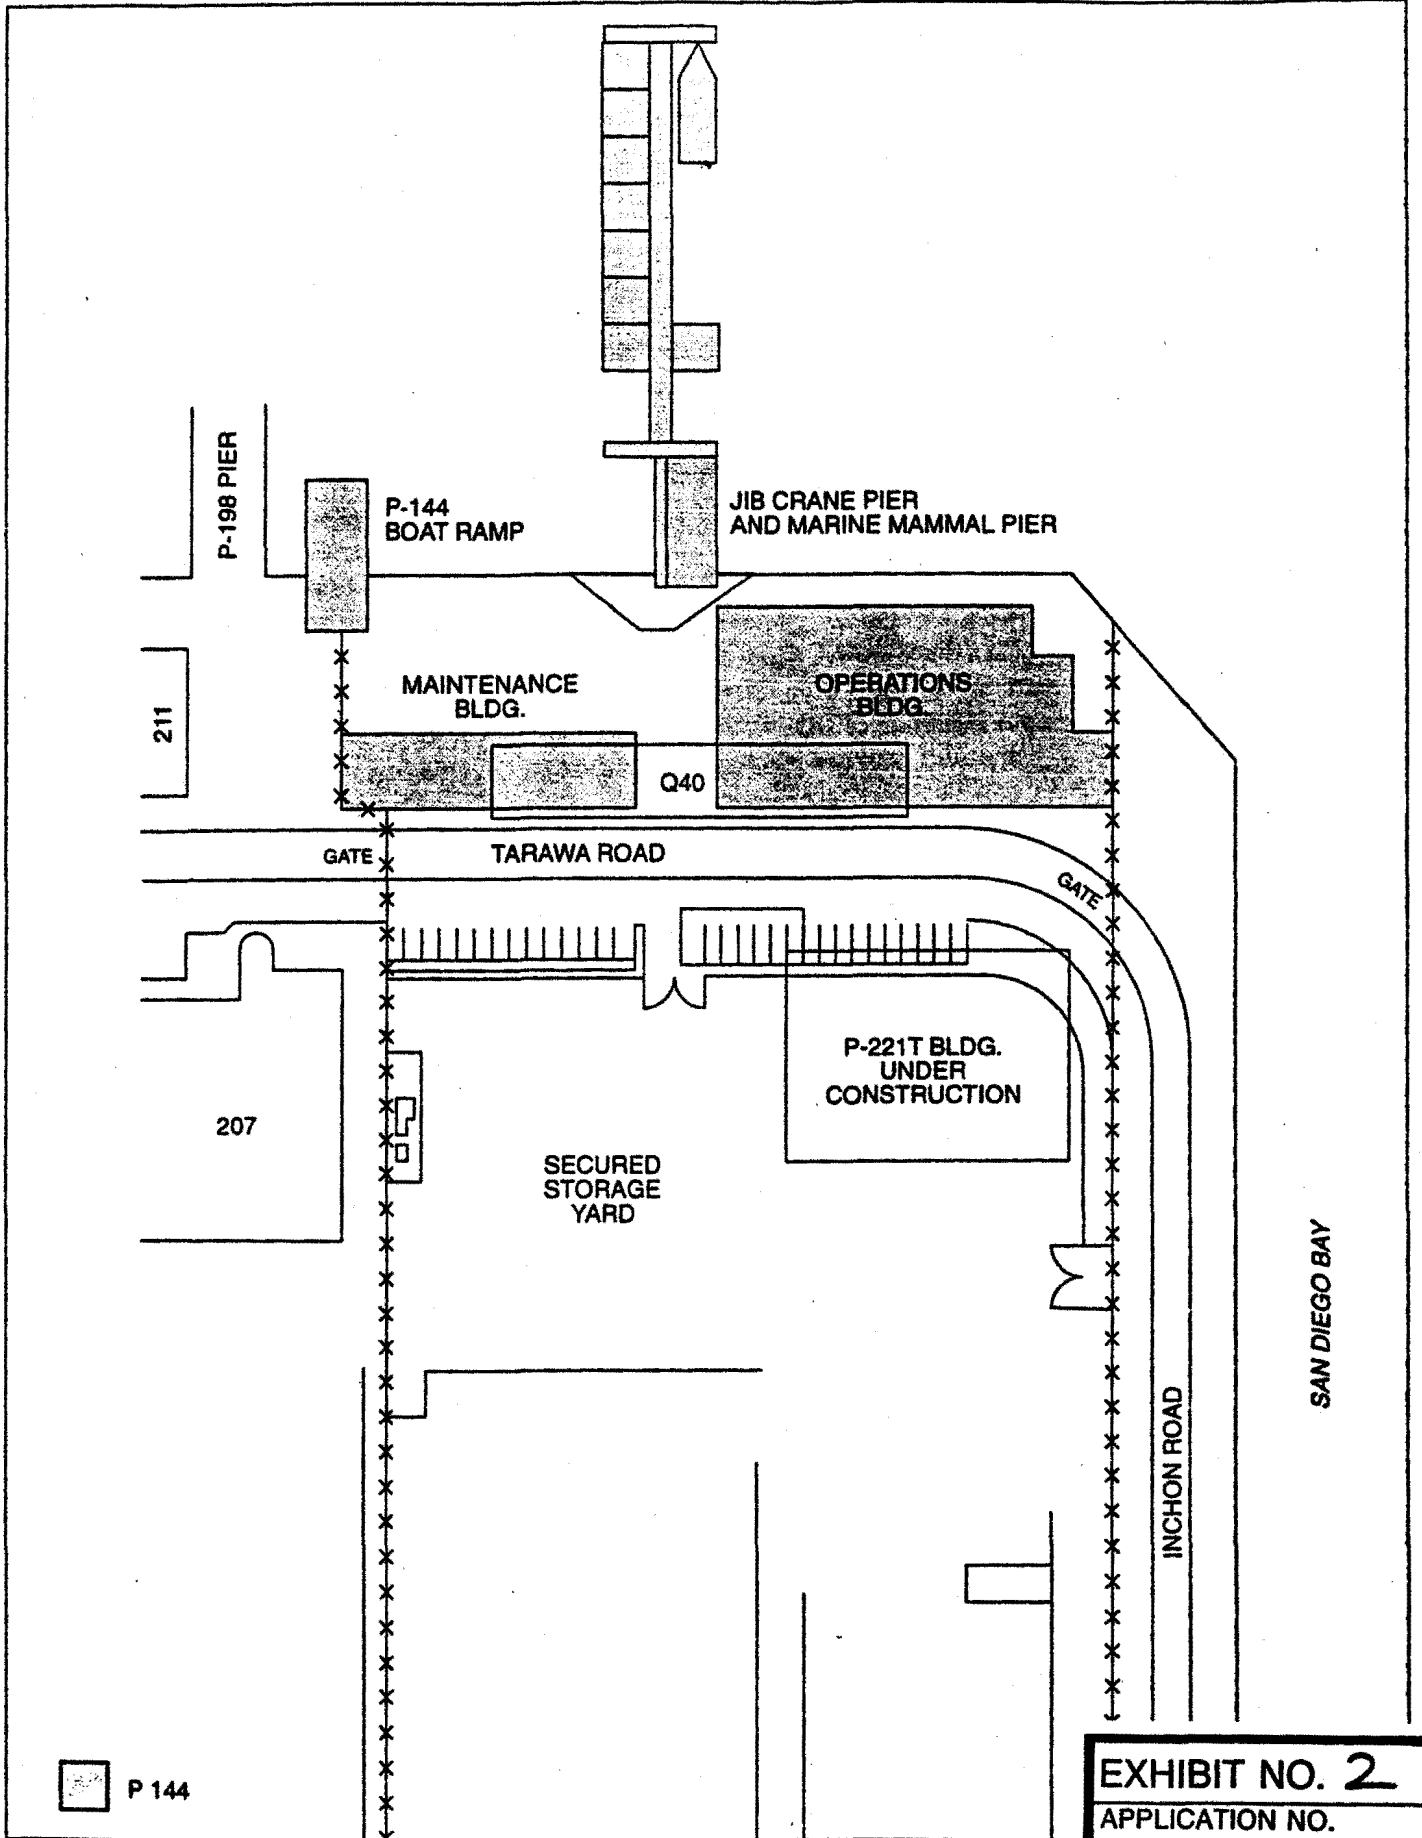 P-198 PIER
P-144
BOAT RAMP
JIB CRANE PIER
AND MARINE MAMMAL PIER
211
MAINTENANCE
BLDG.
OPERATIONS
BLDG.
Q40
GATE
TARAWA ROAD
GATE
207
P-221T BLDG.
UNDER
CONSTRUCTION
SECURED
STORAGE
YARD
SAN DIEGO BAY
INCHON ROAD
P 144
EXHIBIT NO. 2
APPLICATION NO.